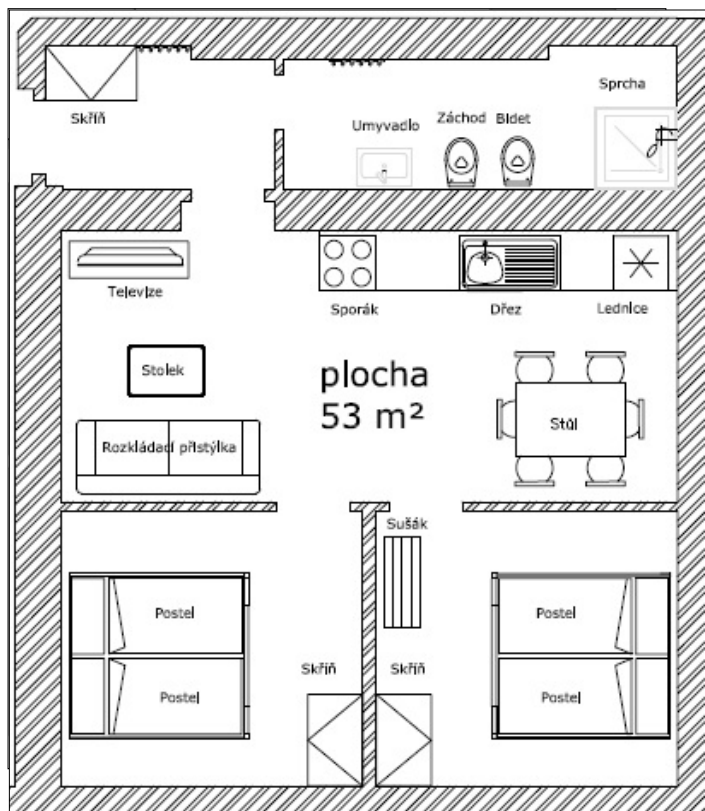 Sprcha
Skříň
Umyvadlo
Záchod
Bidet
Televize
Sporák
Dřez
Lednice
Stolek
plocha
53 m²
Stůl
Rozkládací přistýlka
Sušák
Postel
Postel
Postel
Postel
Skříň
Skříň